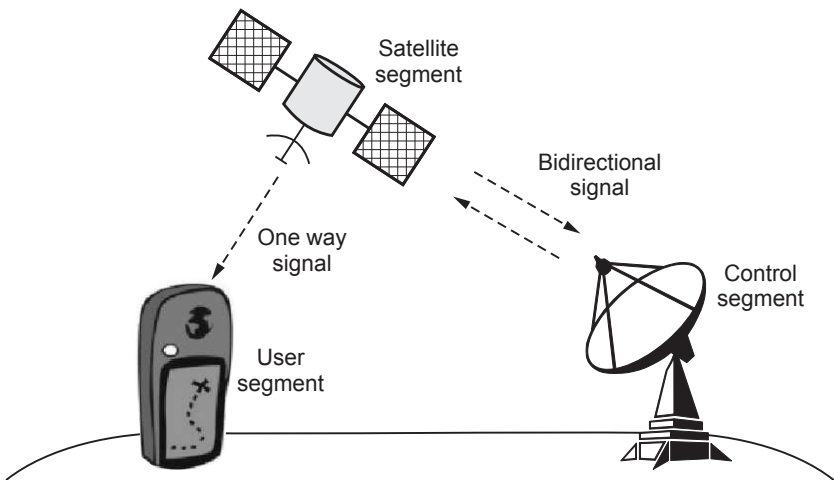 Satellite
segment
Bidirectional
signal
One way
signal
Control
segment
User
segment